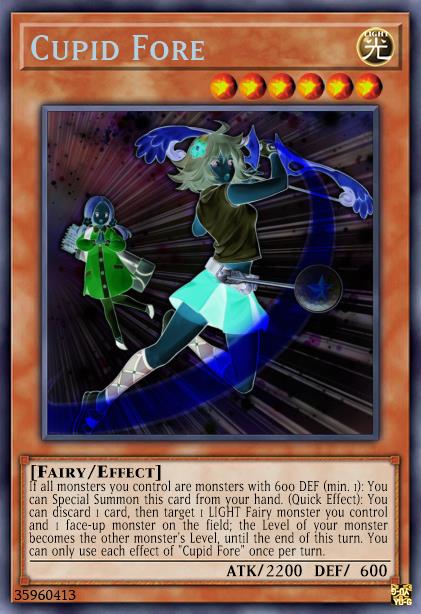 CUPID FORE
LIGHT
光
[FAIRY/EFFECT]
If all monsters you control are monsters with 600 DEF (min. 1): You
can Special Summon this card from your hand. (Quick Effect): You
can discard 1 card, then target 1 LIGHT Fairy monster you control
and 1 face-up monster on the field; the Level of your monster
becomes the other monster's Level, until the end of this turn. You
can only use each effect of "Cupid Fore" once per turn.
ATK/2200 DEF/ 600
35960413